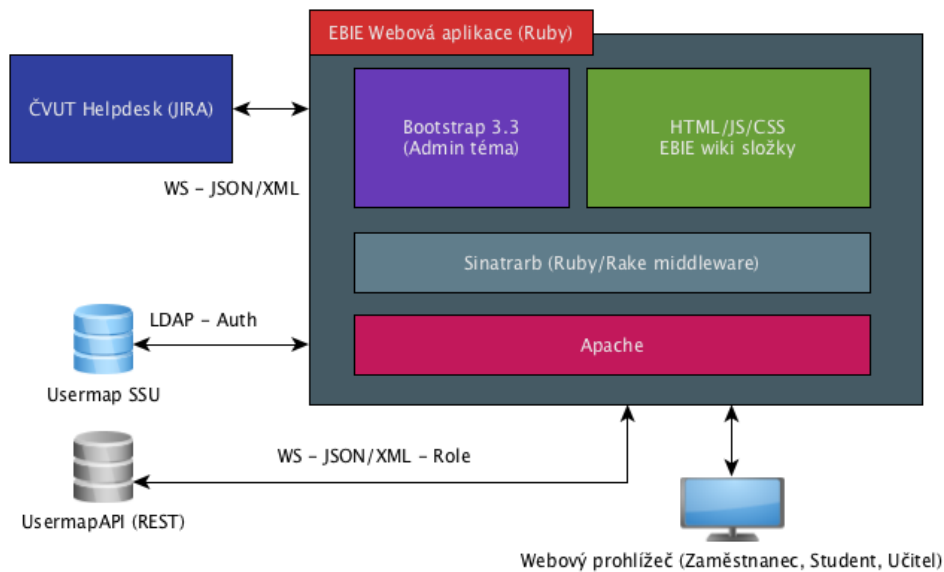 EBIE Webová aplikace (Ruby)
ČVUT Helpdesk (JIRA)
Bootstrap 3.3
(Admin téma)
HTML/JS/CSS
EBIE wiki složky
WS – JSON/XML
Sinatrarb (Ruby/Rake middleware)
LDAP – Auth
Apache
Usermap SSU
WS – JSON/XML – Role
UsermapAPI (REST)
Webový prohlížeč (Zaměstnanec, Student, Učitel)